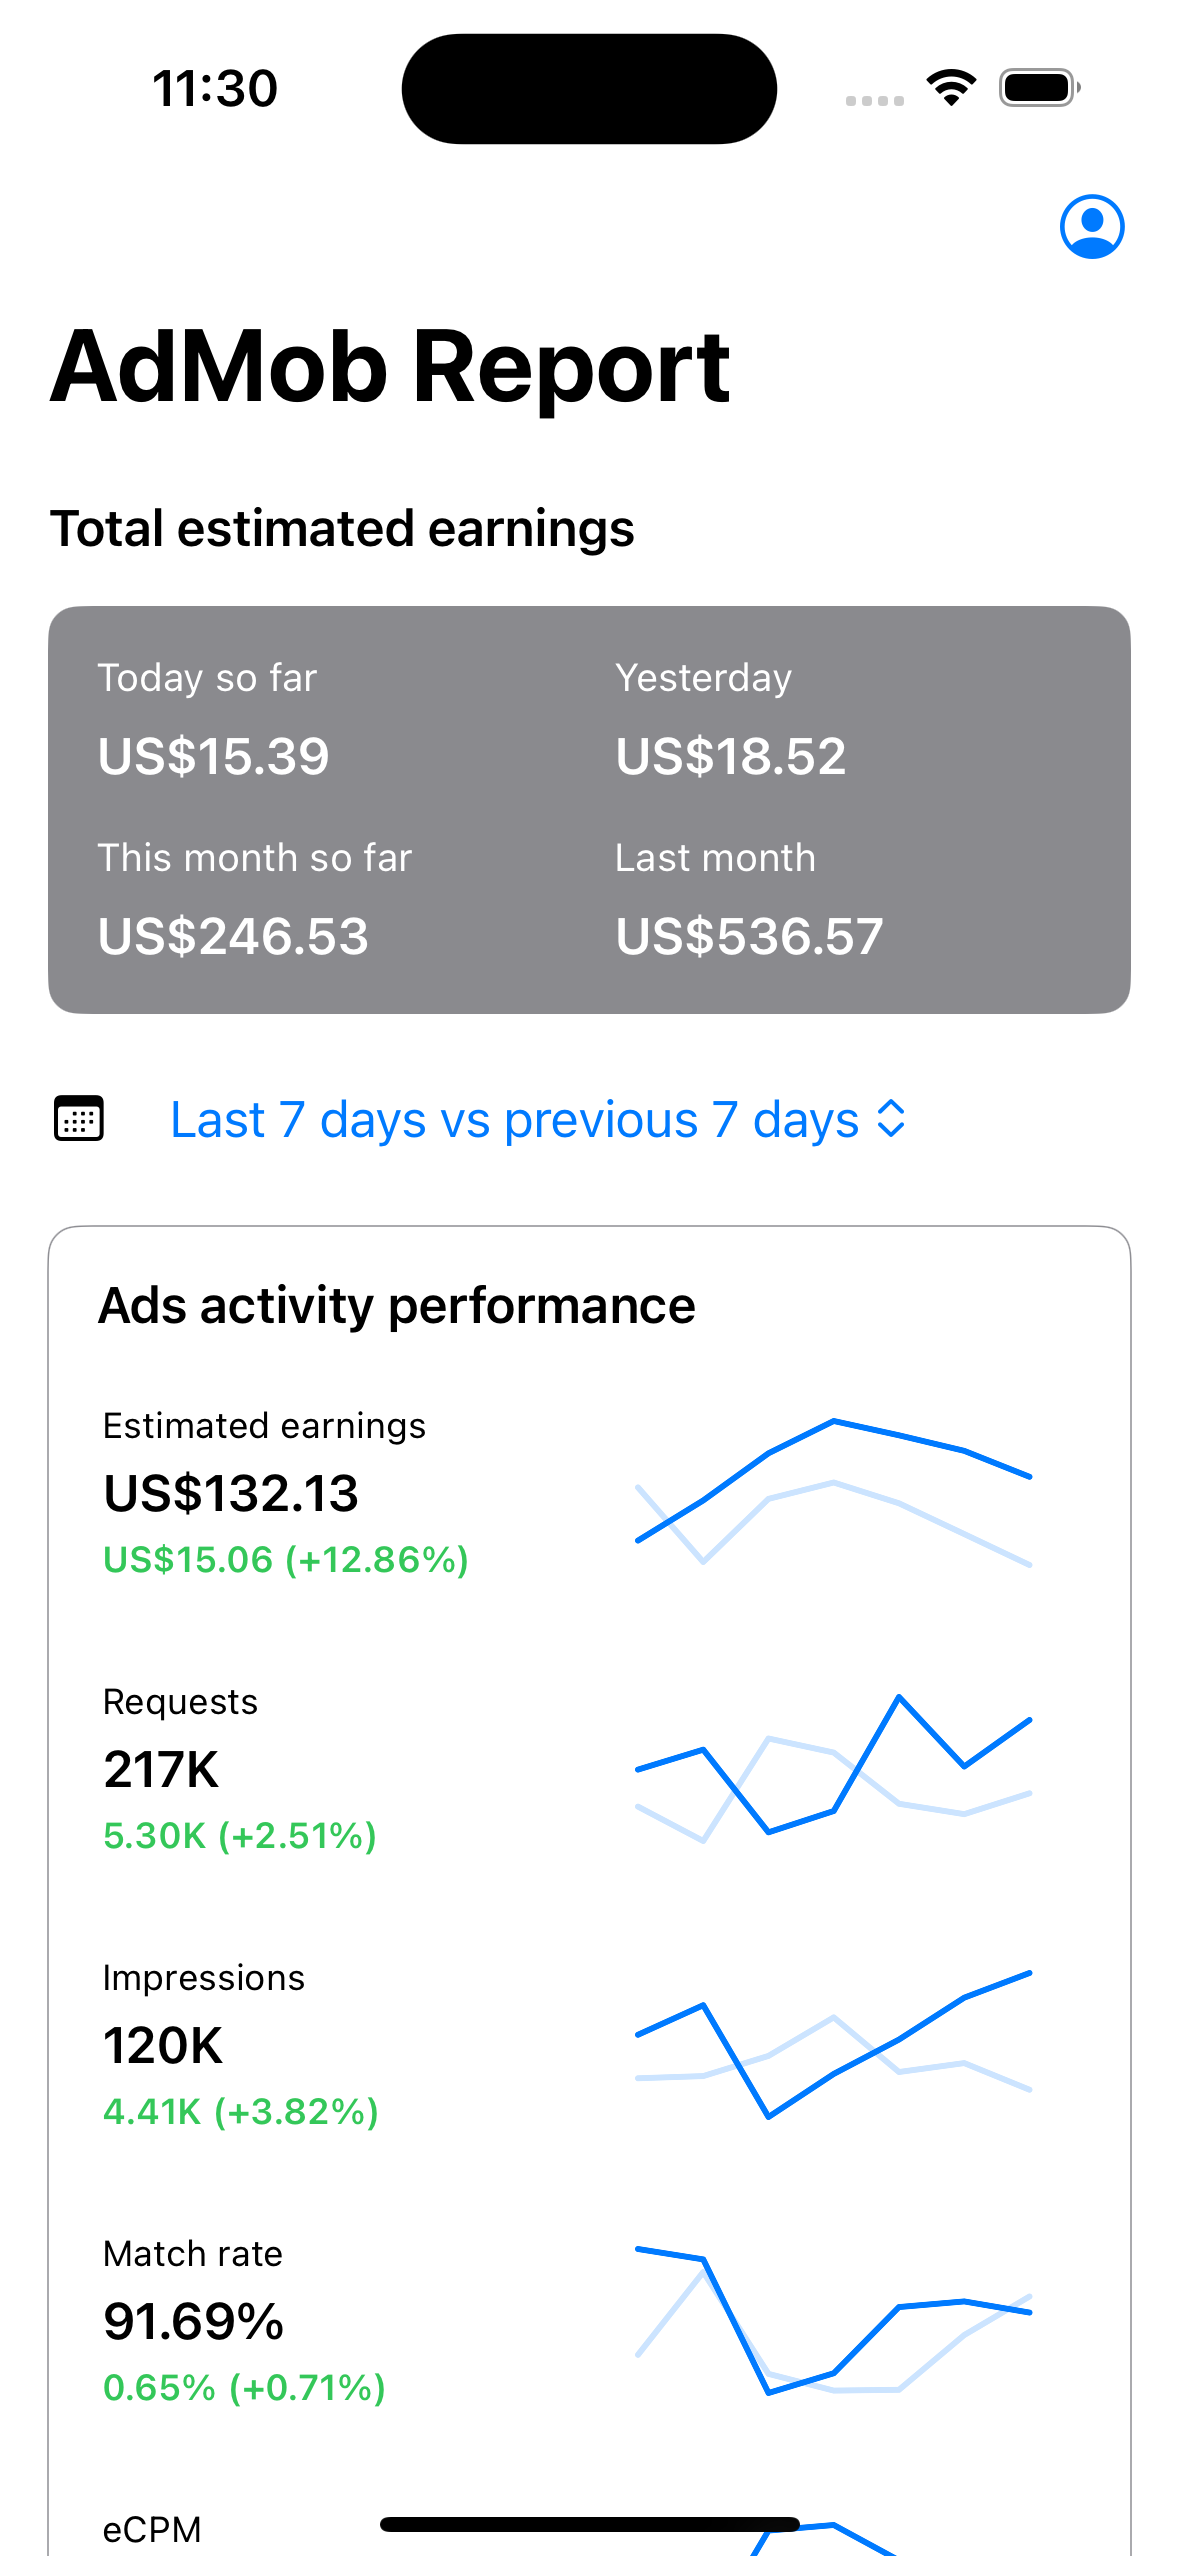 11:30
AdMob Report
Total estimated earnings
Today so far
Yesterday
US$15.39
US$18.52
This month so far
Last month
US$246.53
US$536.57
Last 7 days vs previous 7 days
Ads activity performance
Estimated earnings
US$132.13
US$15.06 (+12.86%)
Requests
217K
5.30K (+2.51%)
Impressions
120K
4.41K (+3.82%)
Match rate
91.69%
0.65% (+0.71%)
eCPM